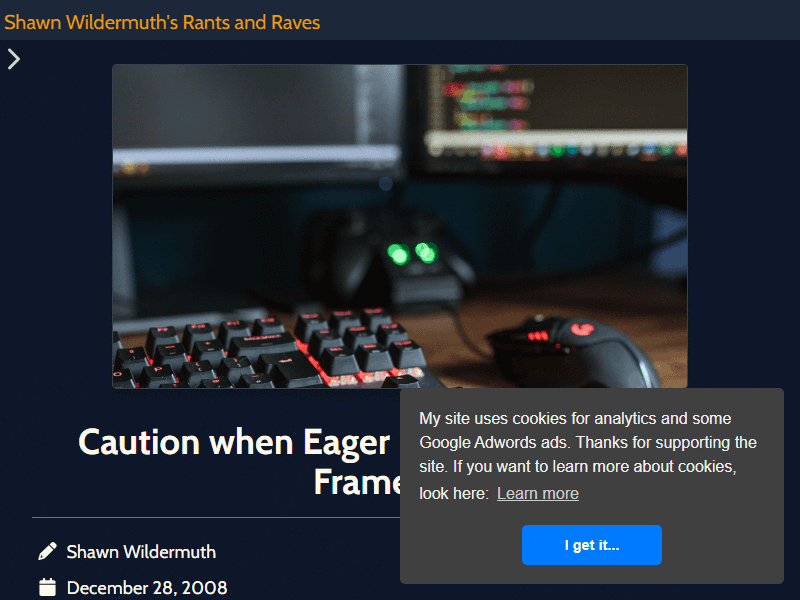 Shawn Wildermuth's Rants and Raves
Caution when Eager
Frame
Shawn Wildermuth
December 28, 2008
My site uses cookies for analytics and some
Google Adwords ads. Thanks for supporting the
site. If you want to learn more about cookies,
look here: Learn more
I get it...